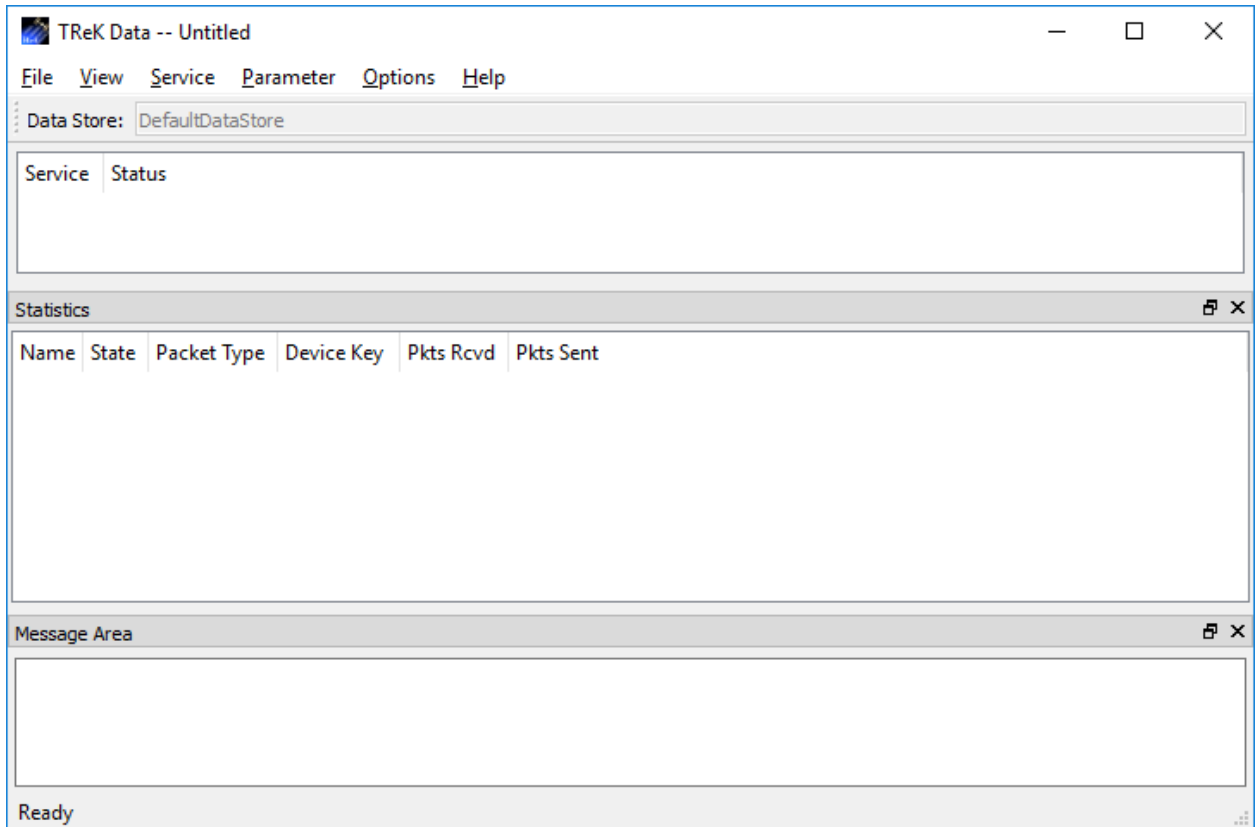 TReK Data -- Untitled
File View Service Parameter Options Help
Data Store: DefaultDataStore
Service Status
Statistics
Name State Packet Type Device Key Pkts Rcvd Pkts Sent
Message Area
Ready